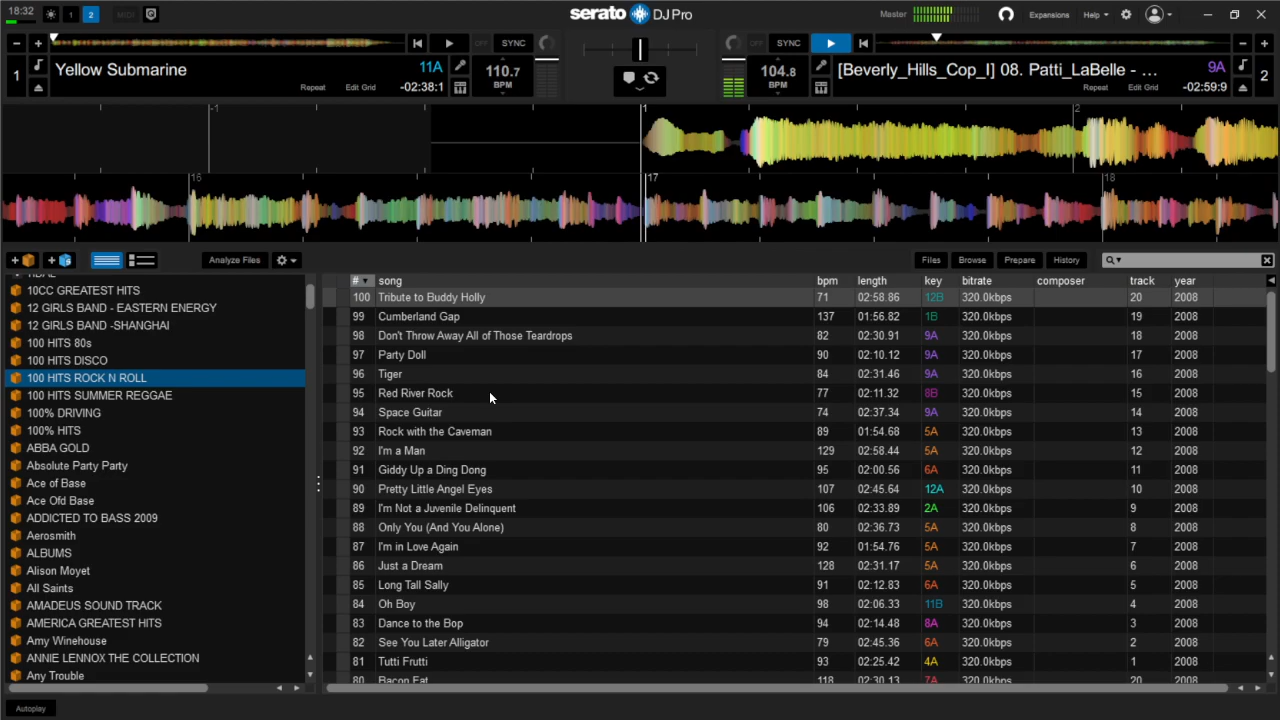 18:32 1 2 MIDI serato DJ Pro Master Expansions Help
OFF SYNC OFF SYNC
1 Yellow Submarine 11A 110.7 BPM 104.8 BPM [Beverly_Hills_Cop_I] 08. Patti_LaBelle - ... 9A 2
Repeat Edit Grid -02:38:1 Repeat Edit Grid -02:59:9
-1 1 2
16 17 18
Analyze Files Files Browse Prepare History
# song bpm length key bitrate composer track year
10CC GREATEST HITS
12 GIRLS BAND - EASTERN ENERGY
12 GIRLS BAND -SHANGHAI
100 HITS 80s
100 HITS DISCO
100 HITS ROCK N ROLL
100 HITS SUMMER REGGAE
100% DRIVING
100% HITS
ABBA GOLD
Absolute Party Party
Ace of Base
Ace Ofd Base
ADDICTED TO BASS 2009
Aerosmith
ALBUMS
Alison Moyet
All Saints
AMADEUS SOUND TRACK
AMERICA GREATEST HITS
Amy Winehouse
ANNIE LENNOX THE COLLECTION
Any Trouble
100 Tribute to Buddy Holly 71 02:58.86 12B 320.0kbps 20 2008
99 Cumberland Gap 137 01:56.82 1B 320.0kbps 19 2008
98 Don't Throw Away All of Those Teardrops 82 02:30.91 9A 320.0kbps 18 2008
97 Party Doll 90 02:10.12 9A 320.0kbps 17 2008
96 Tiger 84 02:31.46 9A 320.0kbps 16 2008
95 Red River Rock 77 02:11.32 8B 320.0kbps 15 2008
94 Space Guitar 74 02:37.34 9A 320.0kbps 14 2008
93 Rock with the Caveman 89 01:54.68 5A 320.0kbps 13 2008
92 I'm a Man 129 02:58.44 5A 320.0kbps 12 2008
91 Giddy Up a Ding Dong 95 02:00.56 6A 320.0kbps 11 2008
90 Pretty Little Angel Eyes 107 02:45.64 12A 320.0kbps 10 2008
89 I'm Not a Juvenile Delinquent 106 02:33.89 2A 320.0kbps 9 2008
88 Only You (And You Alone) 80 02:36.73 5A 320.0kbps 8 2008
87 I'm in Love Again 92 01:54.76 5A 320.0kbps 7 2008
86 Just a Dream 128 02:31.17 5A 320.0kbps 6 2008
85 Long Tall Sally 91 02:12.83 6A 320.0kbps 5 2008
84 Oh Boy 98 02:06.33 11B 320.0kbps 4 2008
83 Dance to the Bop 94 02:14.48 8A 320.0kbps 3 2008
82 See You Later Alligator 79 02:45.36 6A 320.0kbps 2 2008
81 Tutti Frutti 93 02:25.42 4A 320.0kbps 1 2008
80 Bacon Fat 118 02:30.13 7A 320.0kbps 20 2008
Autoplay